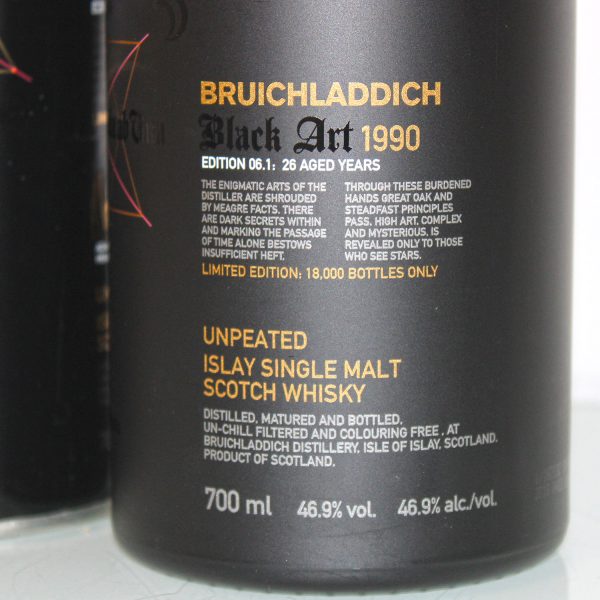 BRUICHLADDICH
Black Art 1990
EDITION 06.1: 26 AGED YEARS
THE ENIGMATIC ARTS OF THE
DISTILLER ARE SHROUDED
BY MEAGRE FACTS. THERE
ARE DARK SECRETS WITHIN
AND MARKING THE PASSAGE
OF TIME ALONE BESTOWS
INSUFFICIENT HEFT.
THROUGH THESE BURDENED
HANDS GREAT OAK AND
STEADFAST PRINCIPLES
PASS. HIGH ART, COMPLEX
AND MYSTERIOUS, IS
REVEALED ONLY TO THOSE
WHO SEE STARS.
LIMITED EDITION: 18,000 BOTTLES ONLY
UNPEATED
ISLAY SINGLE MALT
SCOTCH WHISKY
DISTILLED, MATURED AND BOTTLED,
UN-CHILL FILTERED AND COLOURING FREE , AT
BRUICHLADDICH DISTILLERY, ISLE OF ISLAY, SCOTLAND.
PRODUCT OF SCOTLAND.
700 ml 46.9% vol. 46.9% alc./vol.